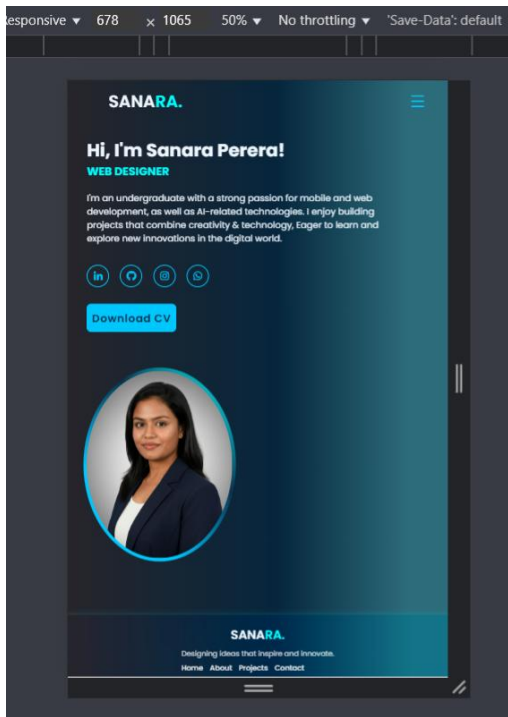 Responsive ▼ 678 × 1065 50% ▼ No throttling ▼ 'Save-Data': default
SANARA.
Hi, I'm Sanara Perera!
WEB DESIGNER
I'm an undergraduate with a strong passion for mobile and web
development, as well as AI-related technologies. I enjoy building
projects that combine creativity & technology, Eager to learn and
explore new innovations in the digital world.
in
Download CV
SANARA.
Designing ideas that inspire and innovate.
Home About Projects Contact